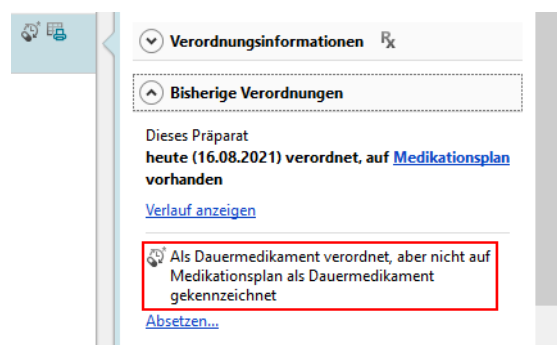 Verordnungsinformationen Rx
Bisherige Verordnungen
Dieses Präparat
heute (16.08.2021) verordnet, auf Medikationsplan
vorhanden
Verlauf anzeigen
Als Dauermedikament verordnet, aber nicht auf
Medikationsplan als Dauermedikament
gekennzeichnet
Absetzen...